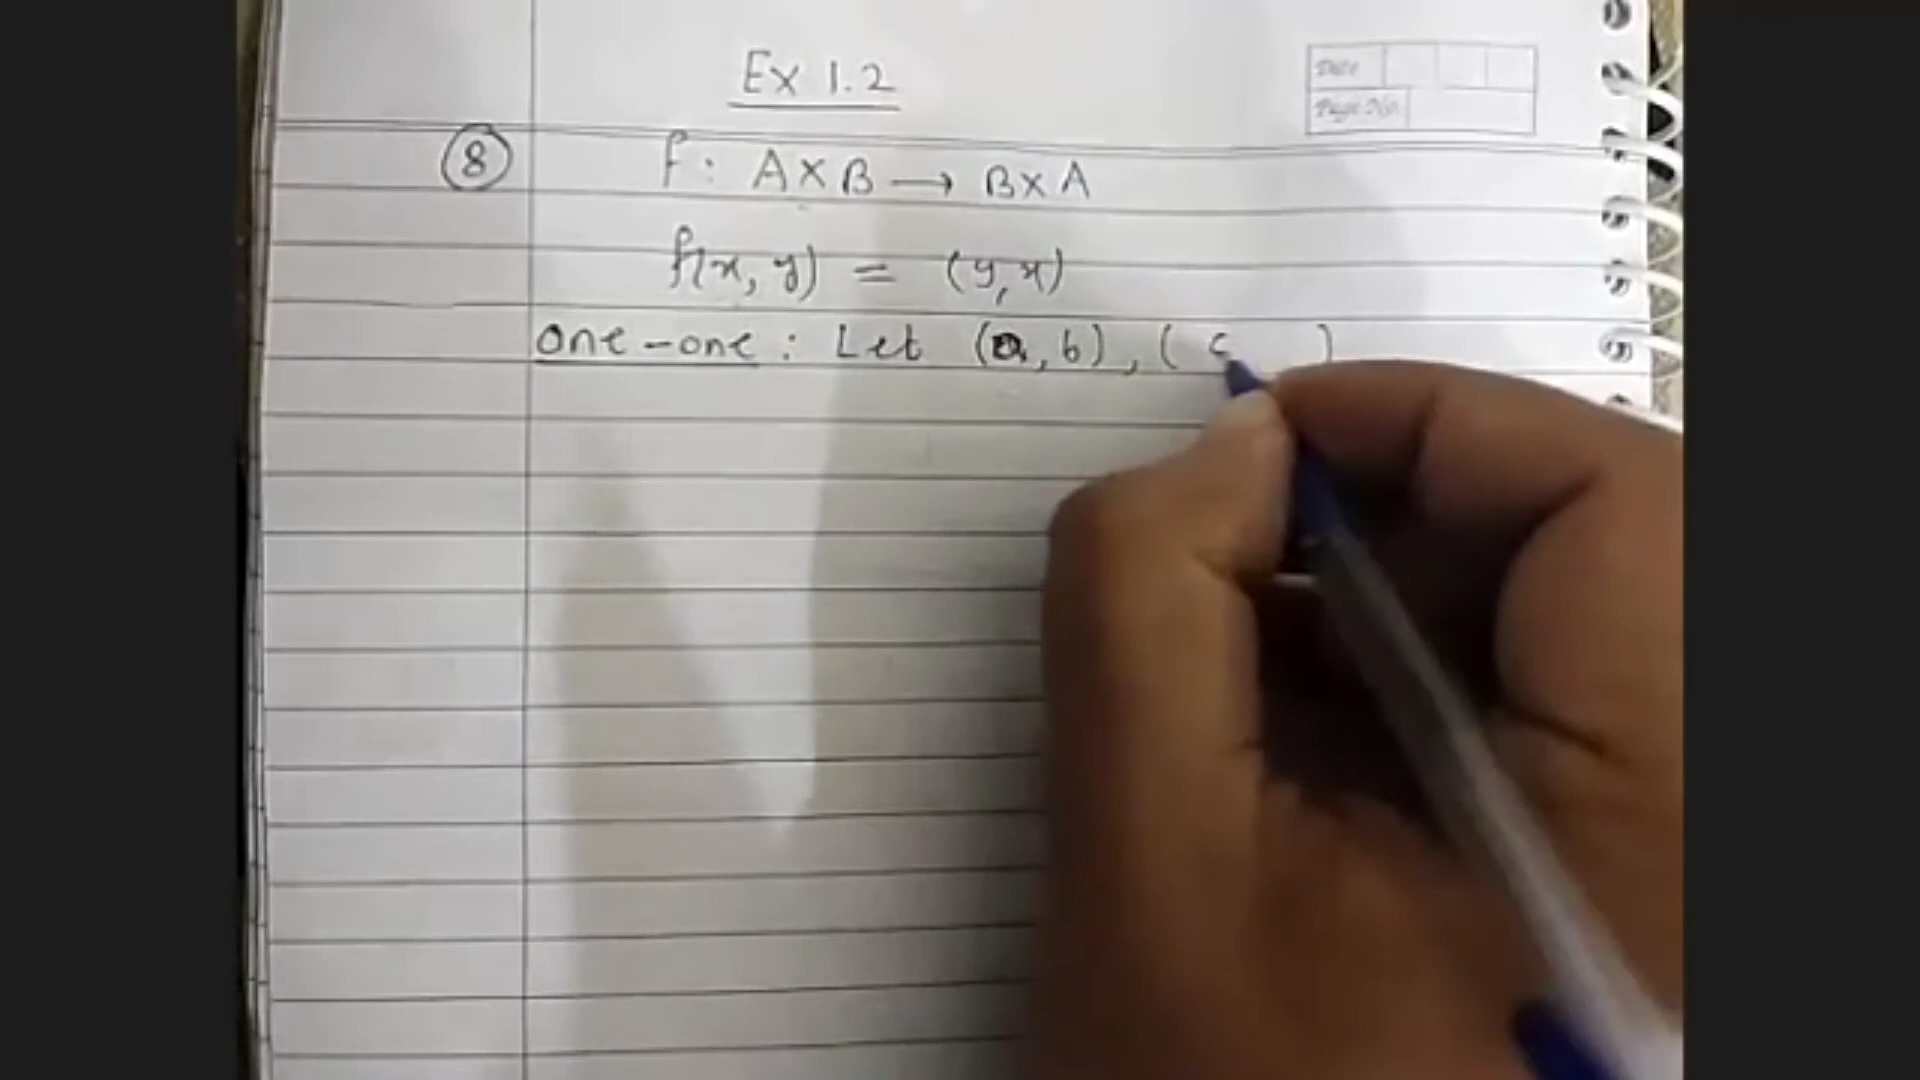 Ex 1.2
Date
Page No.
8 f : A × B → B × A
f(x, y) = (y, x)
one-one : Let (a, b), ( c )